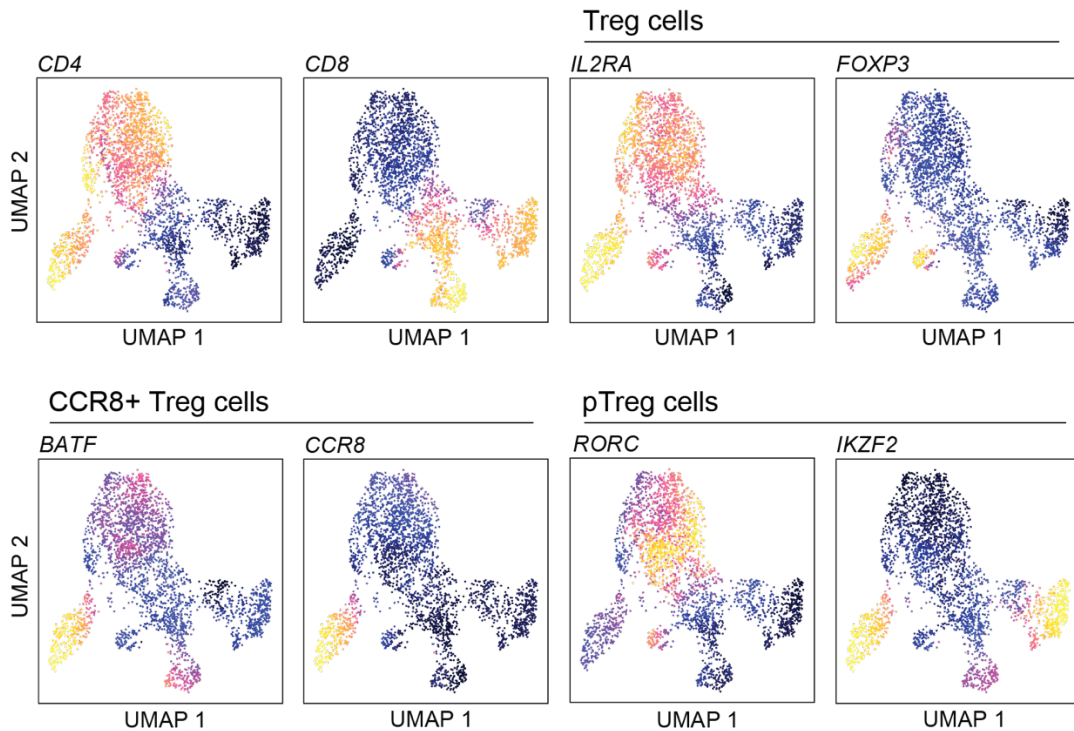 Treg cells
CD4
CD8
IL2RA
FOXP3
UMAP 2
UMAP 1
UMAP 1
UMAP 1
UMAP 1
CCR8+ Treg cells
pTreg cells
BATF
CCR8
RORC
IKZF2
UMAP 2
UMAP 1
UMAP 1
UMAP 1
UMAP 1